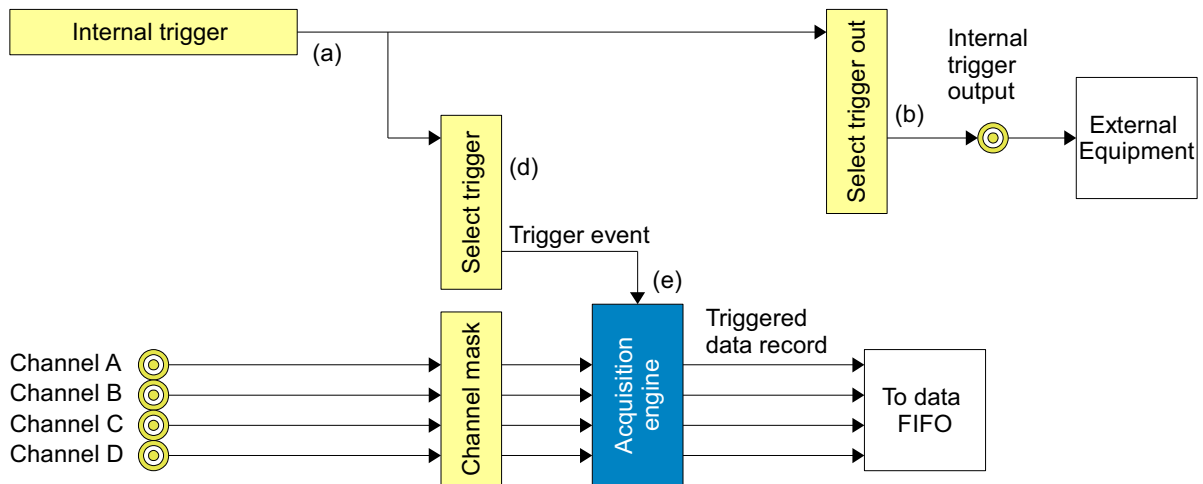 Internal trigger
(a)
Select trigger out
(b)
Internal
trigger
output
External
Equipment
Select trigger
(d)
Trigger event
(e)
Channel A
Channel B
Channel C
Channel D
Channel mask
Acquisition
engine
Triggered
data record
To data
FIFO